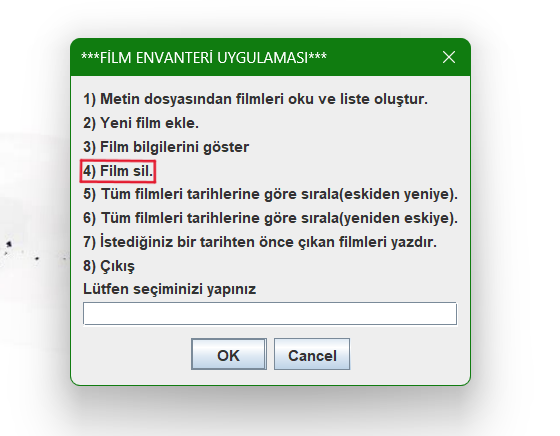 ***FİLM ENVANTERİ UYGULAMASI***
1) Metin dosyasından filmleri oku ve liste oluştur.
2) Yeni film ekle.
3) Film bilgilerini göster
4) Film sil.
5) Tüm filmleri tarihlerine göre sırala(eskiden yeniye).
6) Tüm filmleri tarihlerine göre sırala(yeniden eskiye).
7) İstediğiniz bir tarihten önce çıkan filmleri yazdır.
8) Çıkış
Lütfen seçiminizi yapınız
OK Cancel